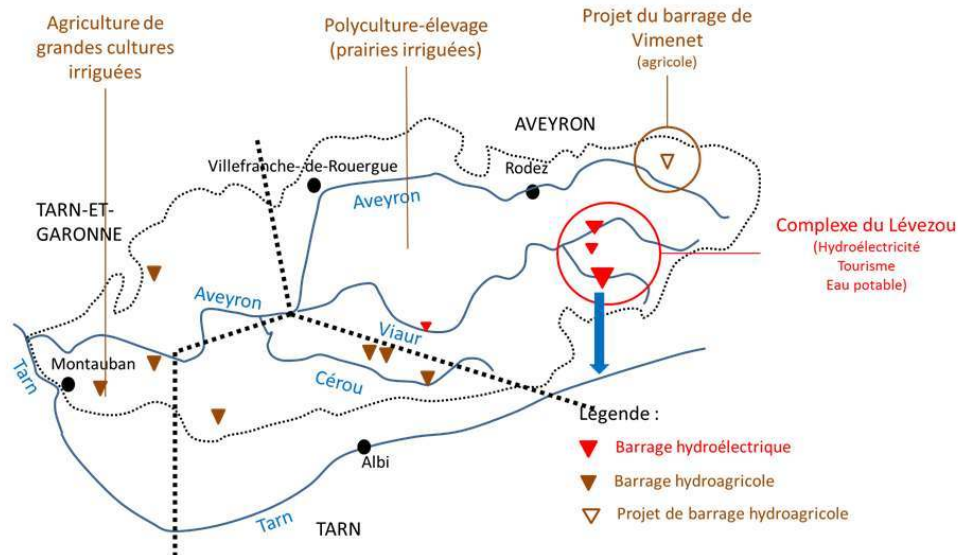 Agriculture de
grandes cultures
irriguées
Polyculture-élevage
(prairies irriguées)
Projet du barrage de
Vimenet
(agricole)
AVEYRON
Villefranche- de-Rouergue
Rodez
Aveyron
TARN-ET-
GARONNE
Complexe du Lévezou
(Hydroélectricité
Tourisme
Eau potable)
Aveyron
Viaur
Montauban
Tarn
Cérou
Albi
Tarn
TARN
Légende :
Barrage hydroélectrique
Barrage hydroagricole
Projet de barrage hydroagricole